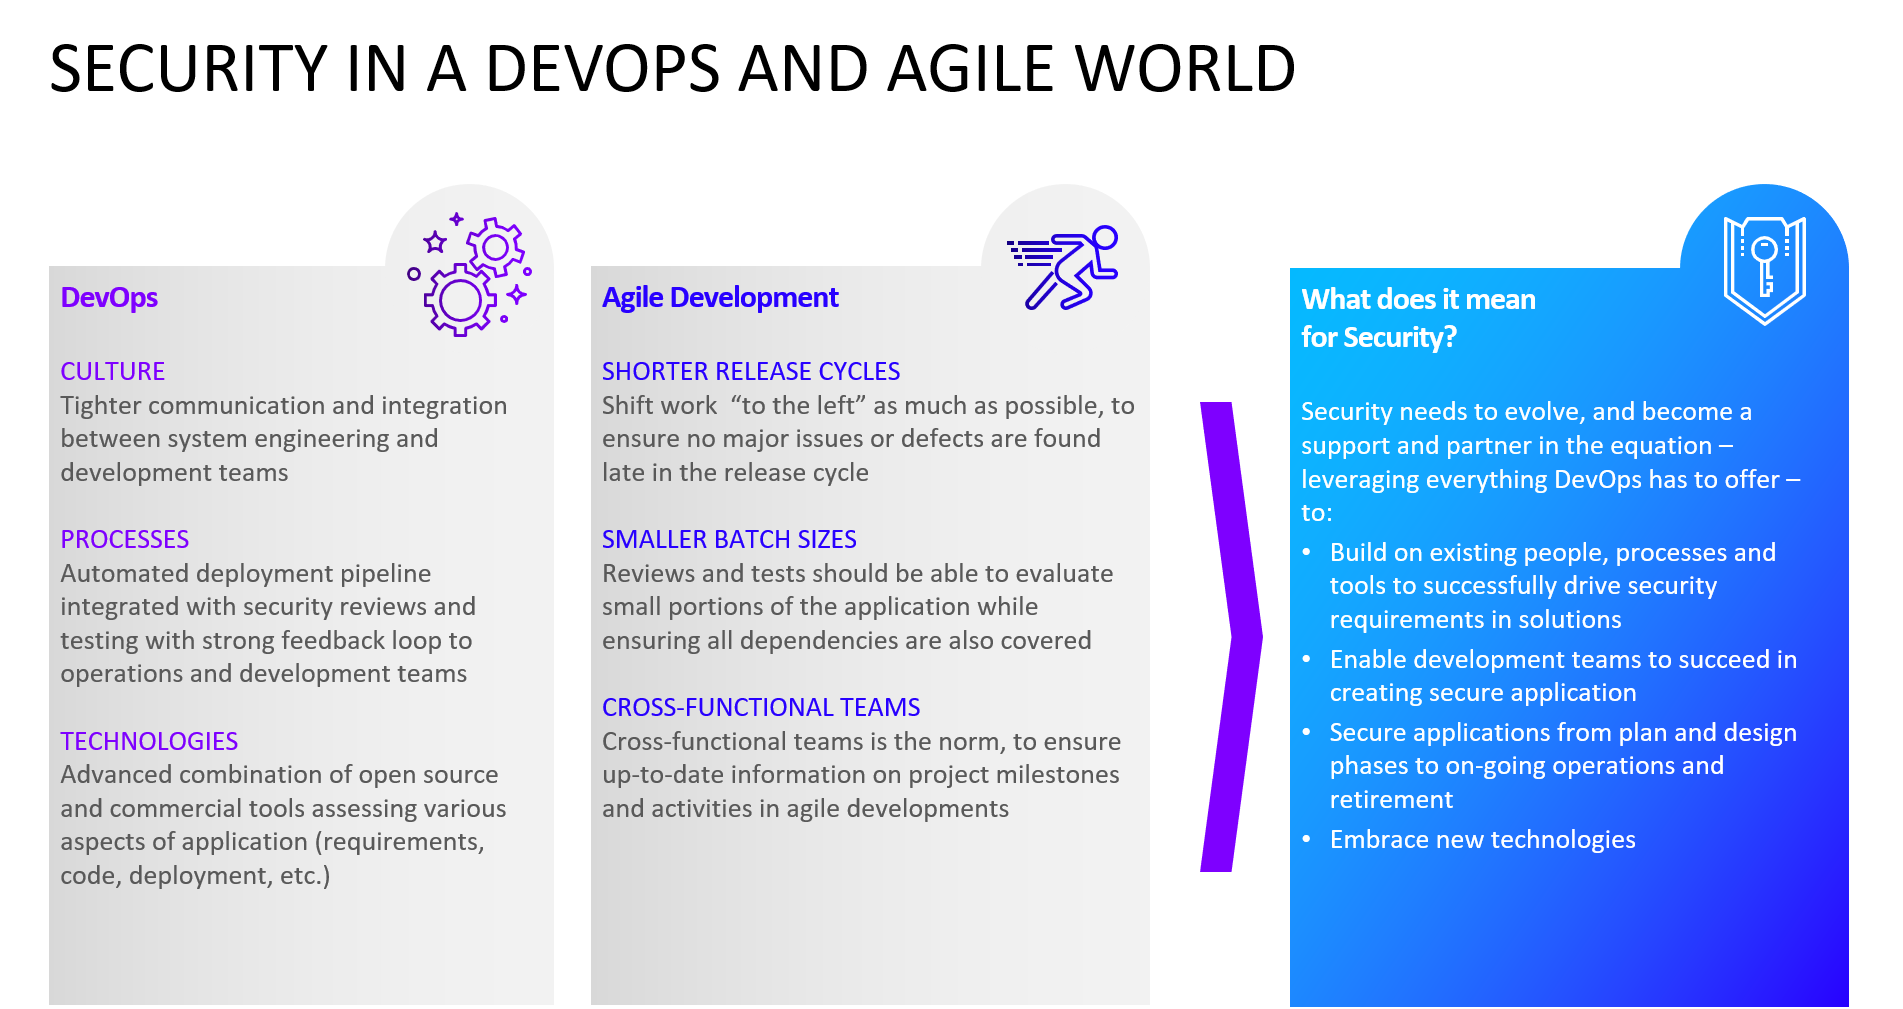 SECURITY IN A DEVOPS AND AGILE WORLD
DevOps
CULTURE
Tighter communication and integration
between system engineering and
development teams
PROCESSES
Automated deployment pipeline
integrated with security reviews and
testing with strong feedback loop to
operations and development teams
TECHNOLOGIES
Advanced combination of open source
and commercial tools assessing various
aspects of application (requirements,
code, deployment, etc.)
Agile Development
SHORTER RELEASE CYCLES
Shift work  “to the left” as much as possible, to
ensure no major issues or defects are found
late in the release cycle
SMALLER BATCH SIZES
Reviews and tests should be able to evaluate
small portions of the application while
ensuring all dependencies are also covered
CROSS-FUNCTIONAL TEAMS
Cross-functional teams is the norm, to ensure
up-to-date information on project milestones
and activities in agile developments
What does it mean
for Security?
Security needs to evolve, and become a
support and partner in the equation –
leveraging everything DevOps has to offer –
to:
• Build on existing people, processes and
tools to successfully drive security
requirements in solutions
• Enable development teams to succeed in
creating secure application
• Secure applications from plan and design
phases to on-going operations and
retirement
• Embrace new technologies